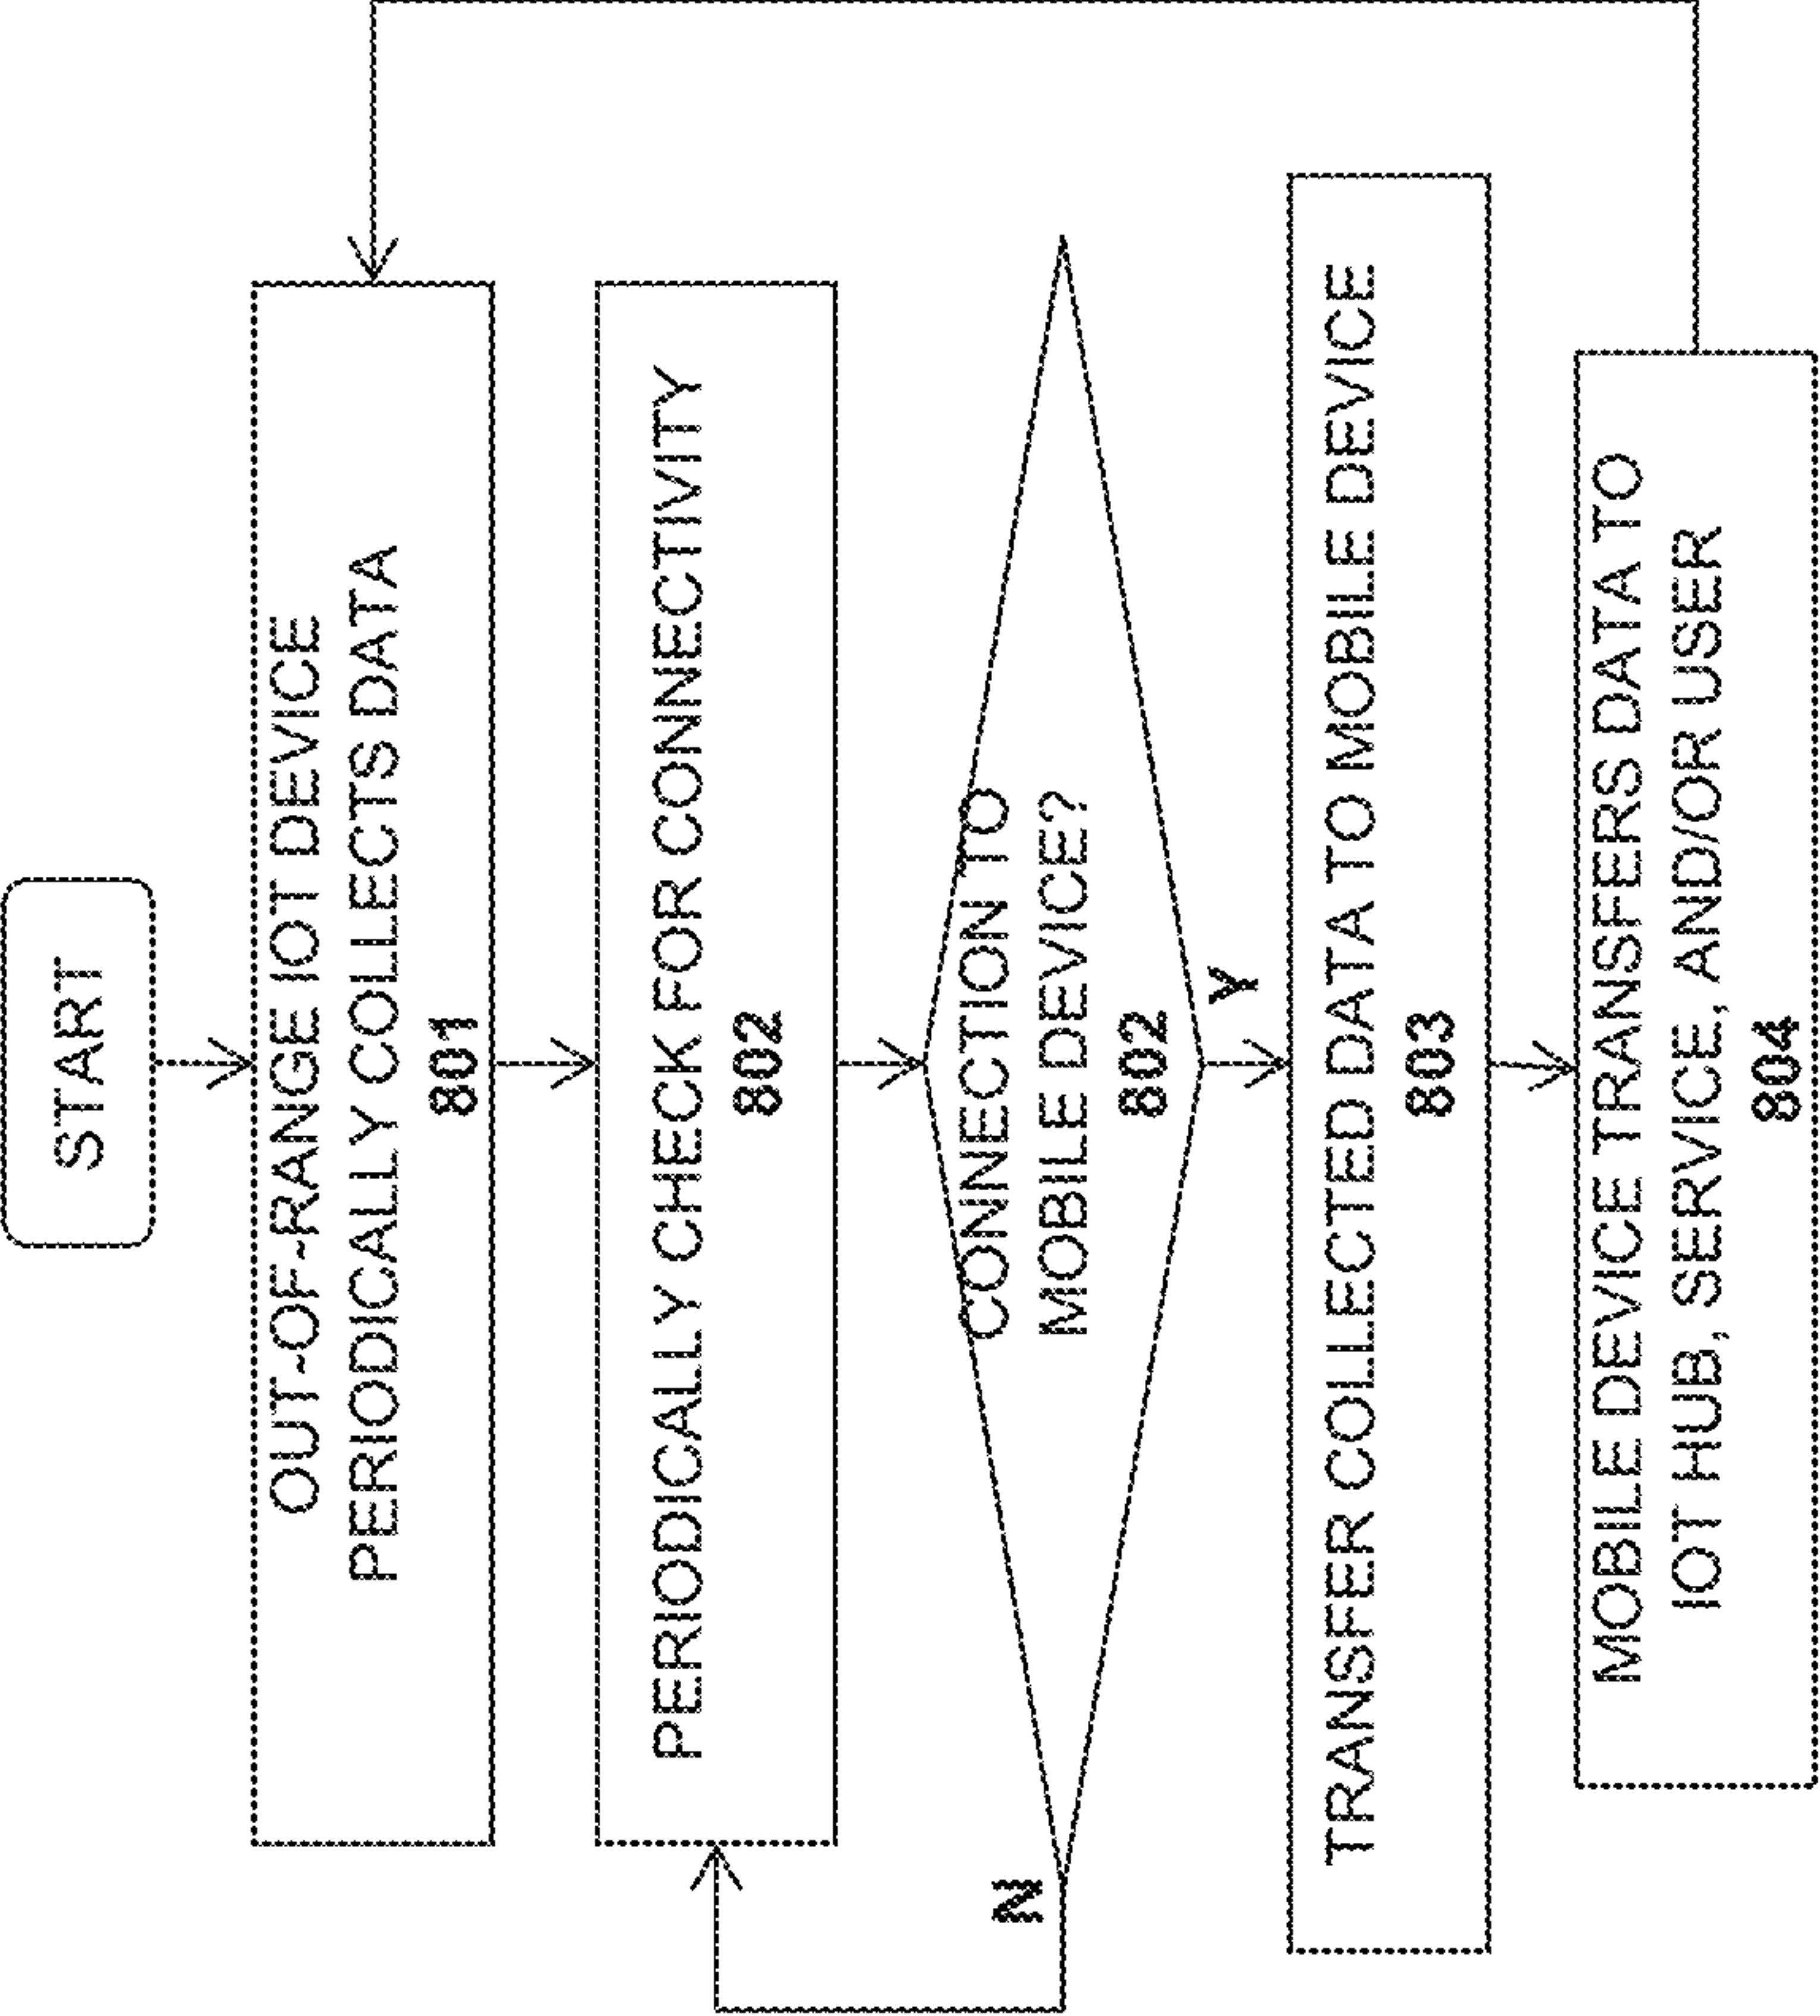 START
OUT-OF-RANGE IOT DEVICE
PERIODICALLY COLLECTS DATA
801
PERIODICALLY CHECK FOR CONNECTIVITY
802
CONNECTION TO
MOBILE DEVICE?
802
N
Y
TRANSFER COLLECTED DATA TO MOBILE DEVICE
803
MOBILE DEVICE TRANSFERS DATA TO
IOT HUB, SERVICE, AND/OR USER
804